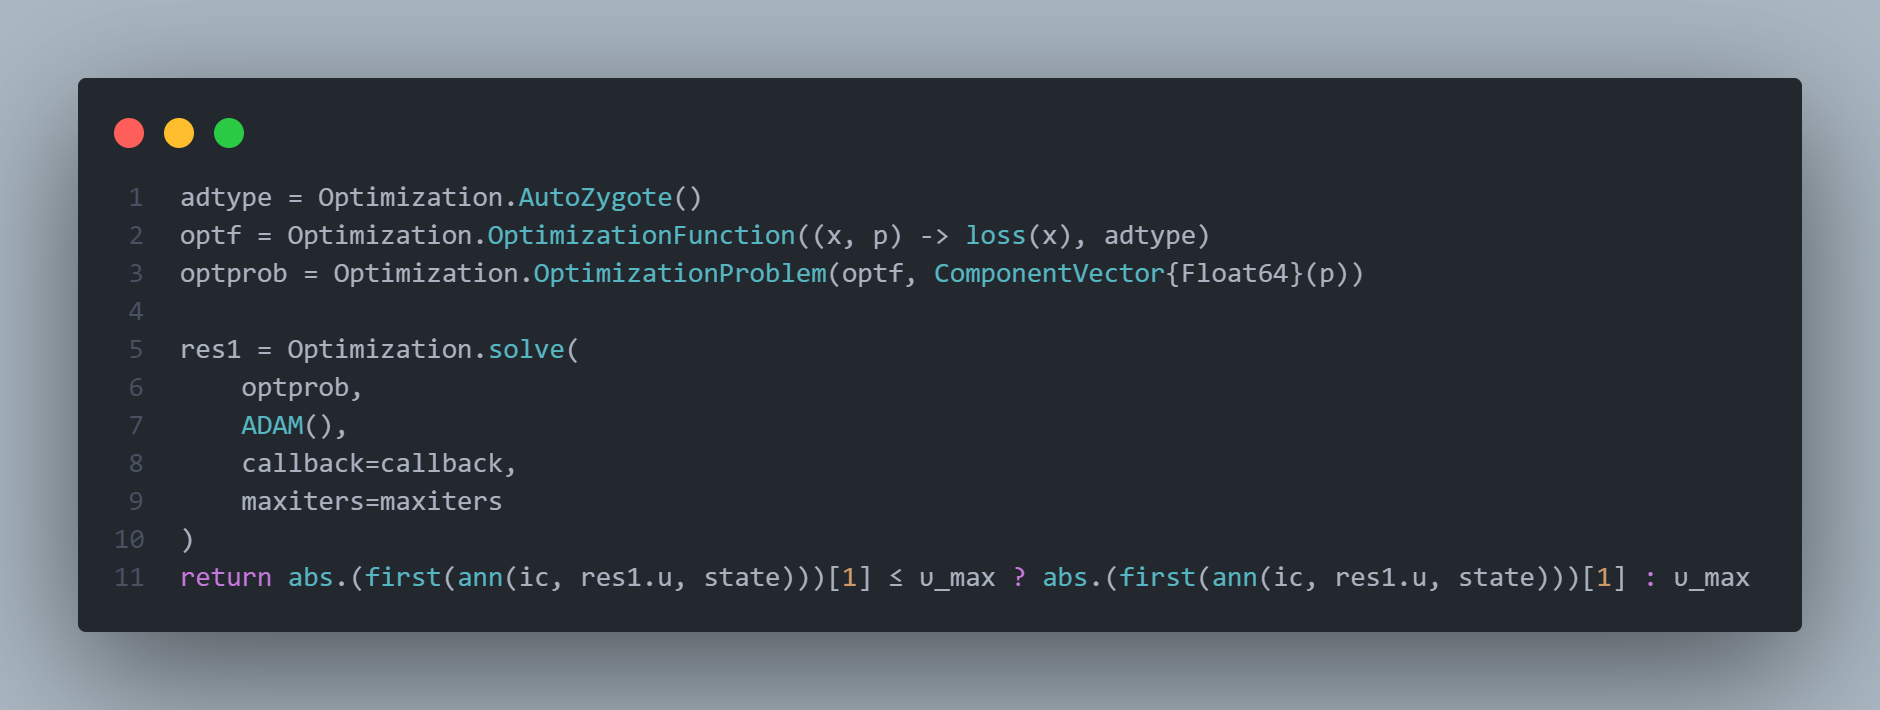 1 adtype = Optimization.AutoZygote()
2 optf = Optimization.OptimizationFunction((x, p) -> loss(x), adtype)
3 optprob = Optimization.OptimizationProblem(optf, ComponentVector{Float64}(p))
4
5 res1 = Optimization.solve(
6     optprob,
7     ADAM(),
8     callback=callback,
9     maxiters=maxiters
10 )
11 return abs.(first(ann(ic, res1.u, state)))[1] ≤ υ_max ? abs.(first(ann(ic, res1.u, state)))[1] : υ_max